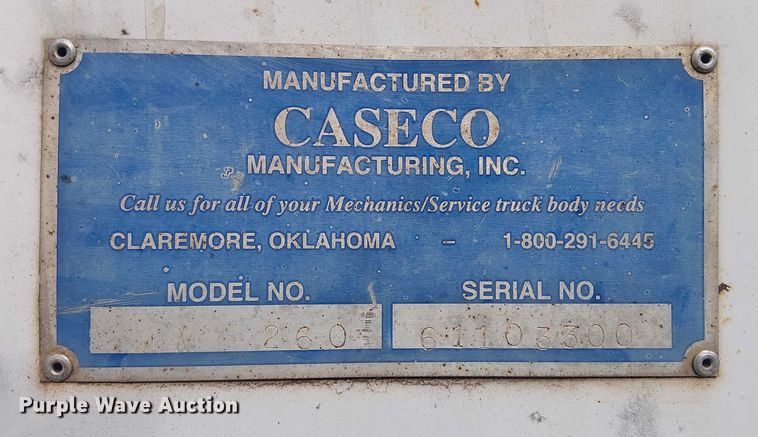 MANUFACTURED BY
CASECO
MANUFACTURING, INC.
Call us for all of your Mechanics/Service truck body needs
CLAREMORE, OKLAHOMA - 1-800-291-6445
MODEL NO. SERIAL NO.
260 61103300
Purple Wave Auction